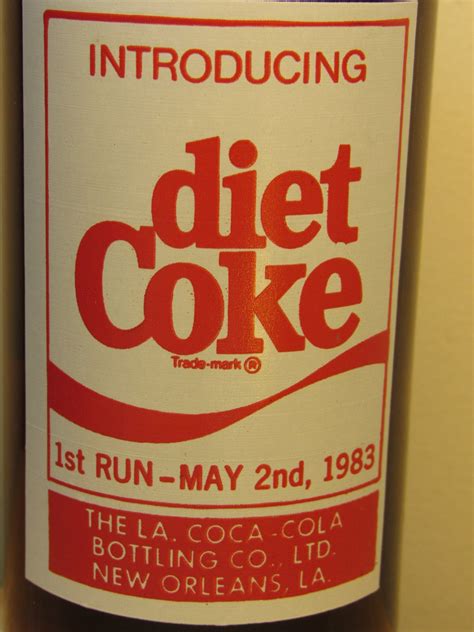 INTRODUCING
diet
Coke
Trade-mark ®
1st RUN - MAY 2nd, 1983
THE LA. COCA-COLA
BOTTLING CO., LTD.
NEW ORLEANS, LA.